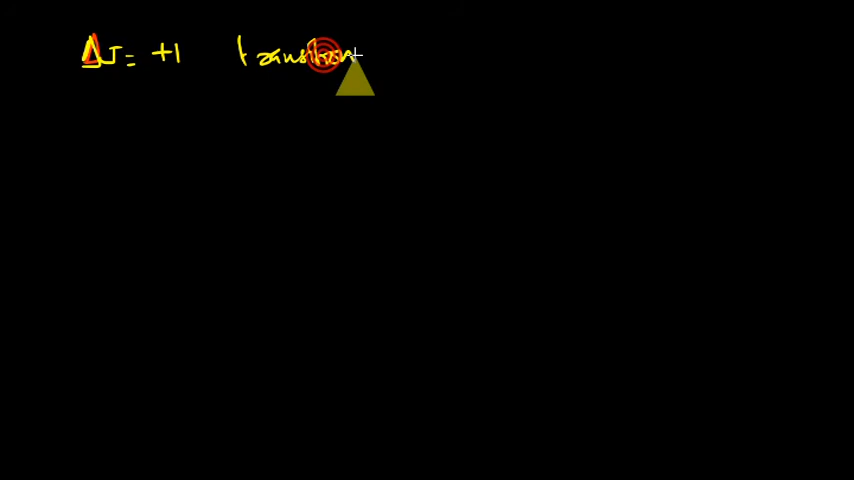 ΔJ = +1 transition